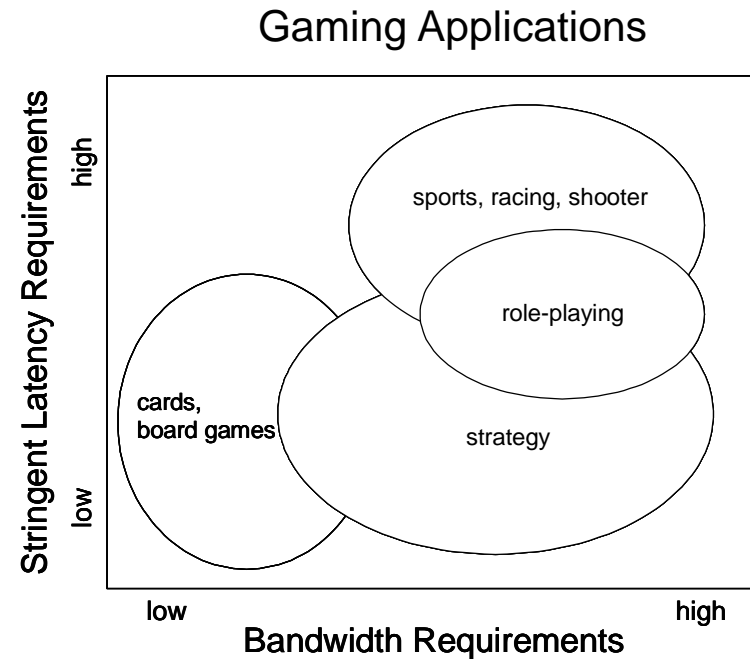 Gaming Applications
Stringent Latency Requirements
high
low
sports, racing, shooter
role-playing
cards,
board games
strategy
low
high
Bandwidth Requirements